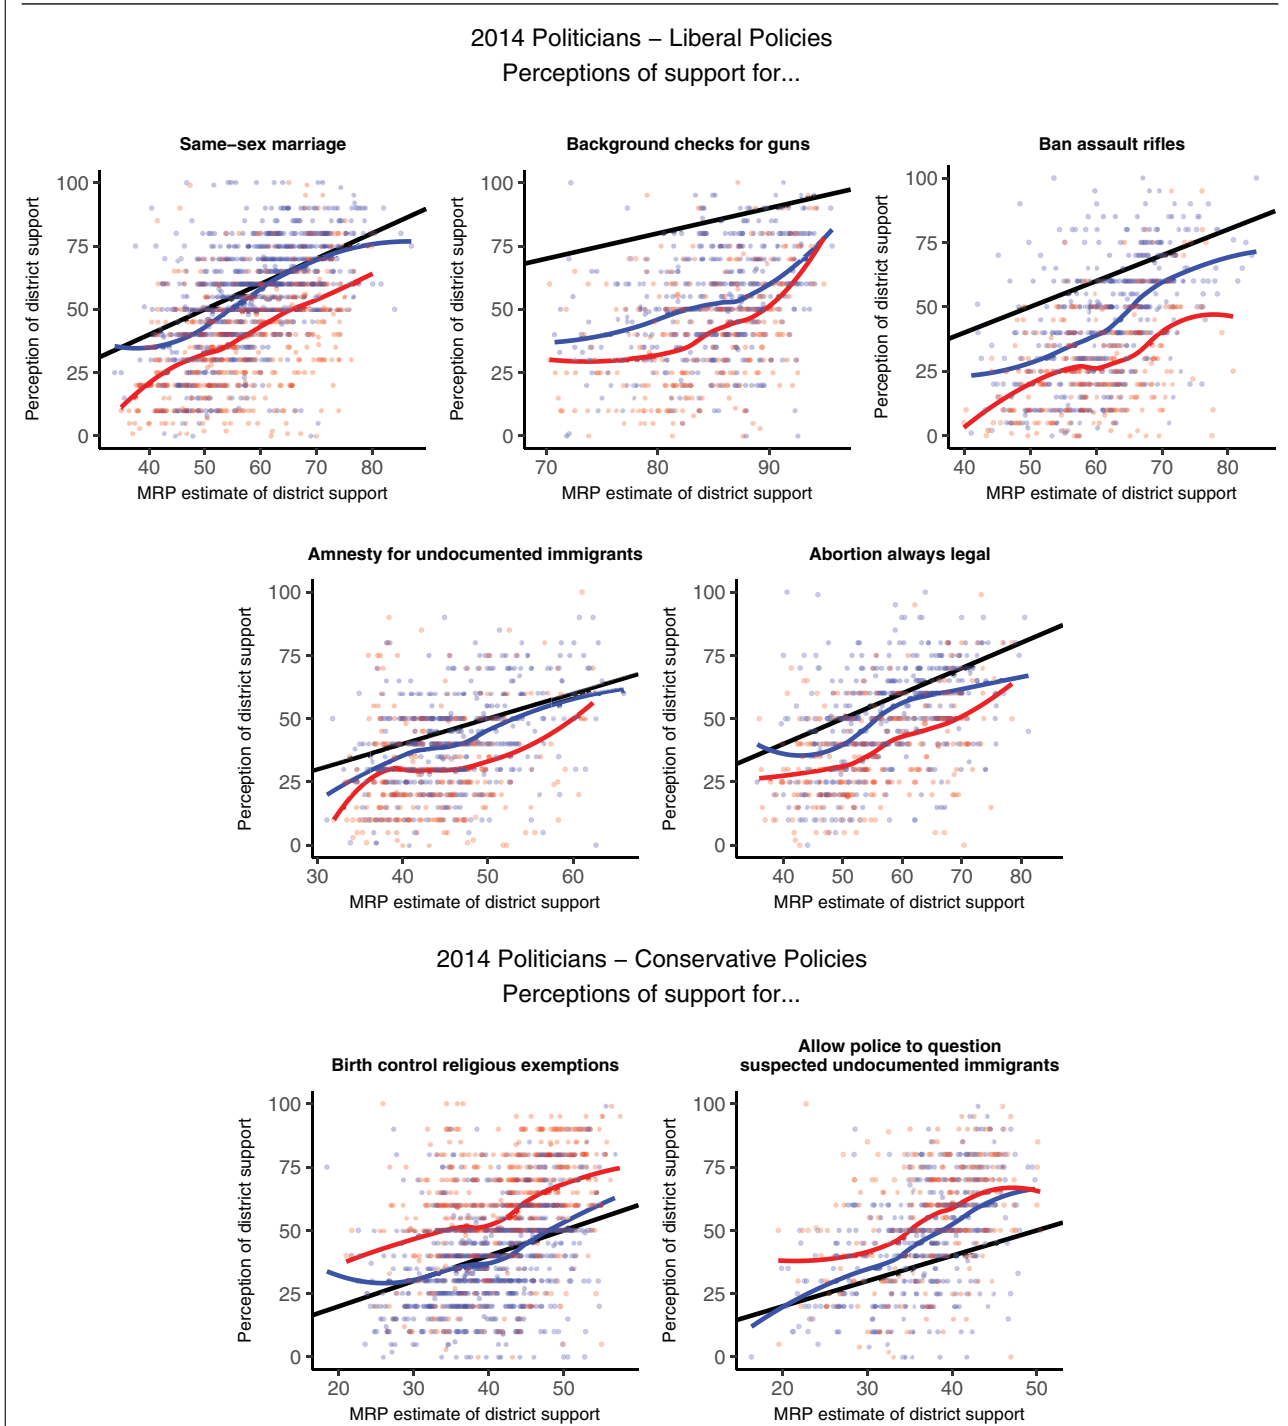 2014 Politicians – Liberal Policies
Perceptions of support for...
Same–sex marriage
Background checks for guns
Ban assault rifles
Perception of district support
100
75
50
25
0
40 50 60 70 80
MRP estimate of district support
Perception of district support
100
75
50
25
0
70 80 90
MRP estimate of district support
Perception of district support
100
75
50
25
0
40 50 60 70 80
MRP estimate of district support
Amnesty for undocumented immigrants
Abortion always legal
Perception of district support
100
75
50
25
0
30 40 50 60
MRP estimate of district support
Perception of district support
100
75
50
25
0
40 50 60 70 80
MRP estimate of district support
2014 Politicians – Conservative Policies
Perceptions of support for...
Birth control religious exemptions
Allow police to question
suspected undocumented immigrants
Perception of district support
100
75
50
25
0
20 30 40 50
MRP estimate of district support
Perception of district support
100
75
50
25
0
20 30 40 50
MRP estimate of district support